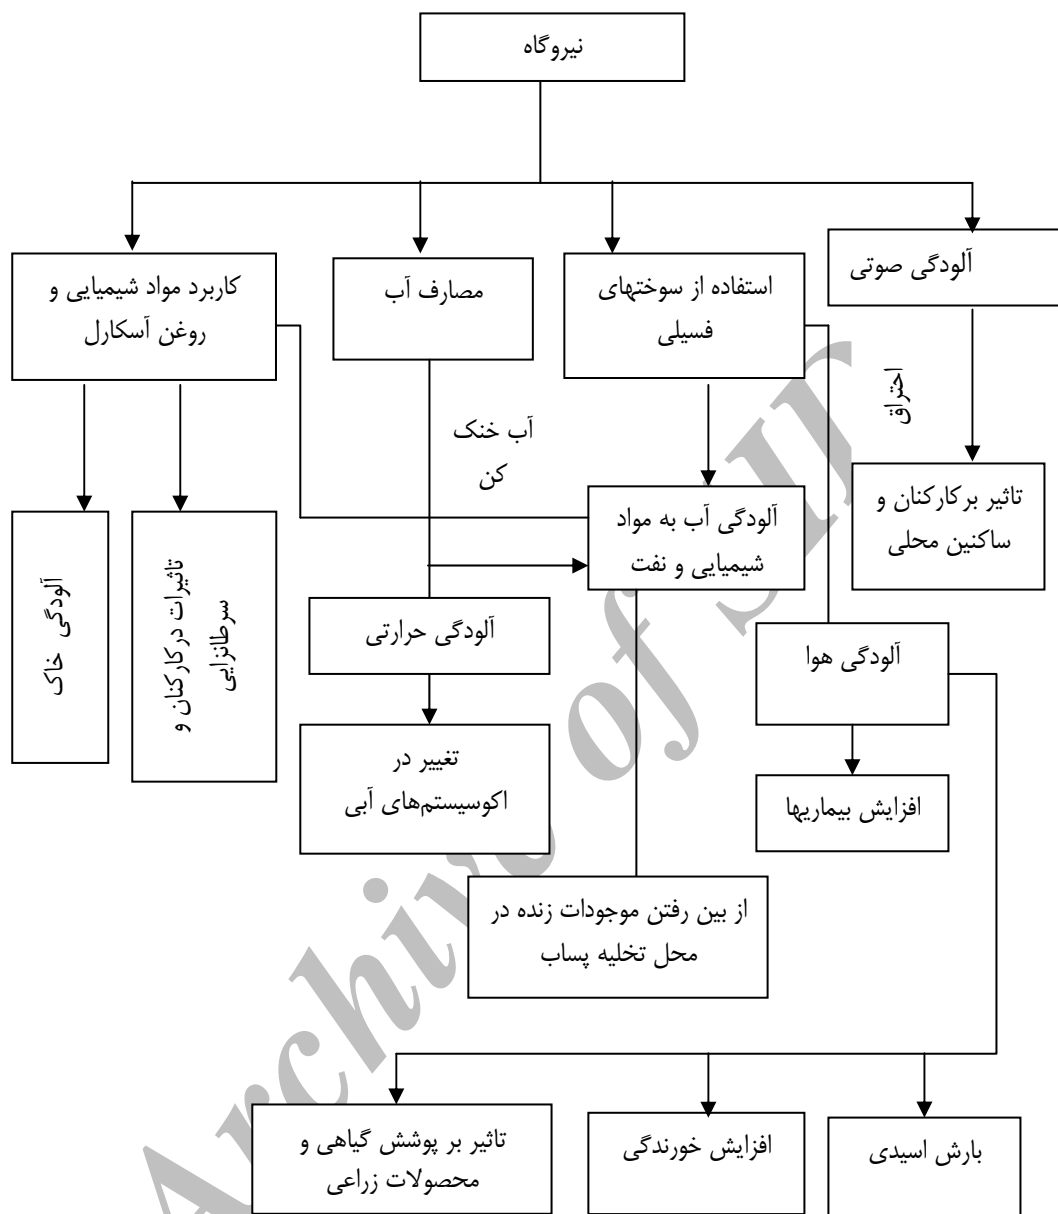 نیروگاه
آلودگی صوتی
استفاده از سوختهای
فسیلی
مصارف آب
کاربرد مواد شیمیایی و
روغن آسکارل
احتراق
آب خنک
کن
تاثیر برکارکنان و
ساکنین محلی
آلودگی آب به مواد
شیمیایی و نفت
تاثیرات درکارکنان و
سرطانزایی
آلودگی خاک
آلودگی حرارتی
آلودگی هوا
تغییر در
اکوسیستم‌های آبی
افزایش بیماریها
از بین رفتن موجودات زنده در
محل تخلیه پساب
بارش اسیدی
افزایش خورندگی
تاثیر بر پوشش گیاهی و
محصولات زراعی
Archive of SID